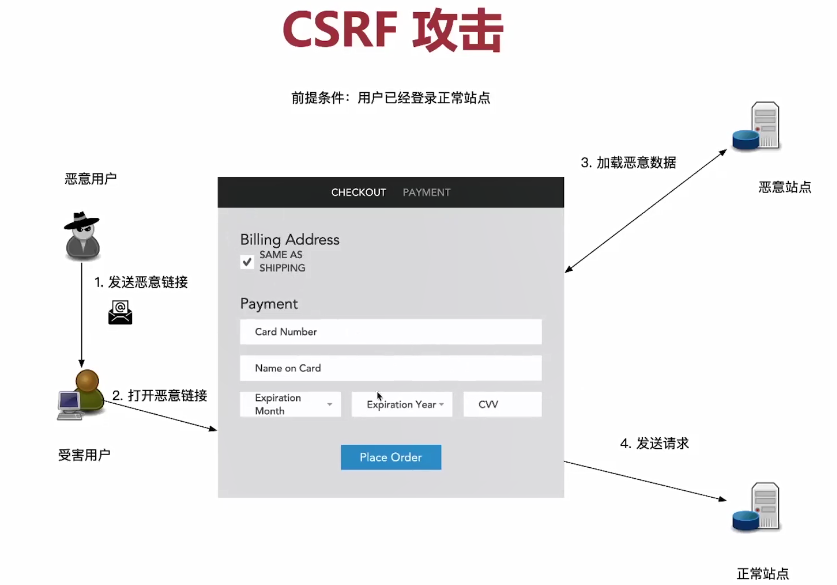 CSRF 攻击
前提条件：用户已经登录正常站点
恶意用户
3. 加载恶意数据
恶意站点
CHECKOUT PAYMENT
Billing Address
SAME AS
SHIPPING
1. 发送恶意链接
Payment
Card Number
Name on Card
2. 打开恶意链接
Expiration
Month
Expiration Year
CVV
受害用户
Place Order
4. 发送请求
正常站点